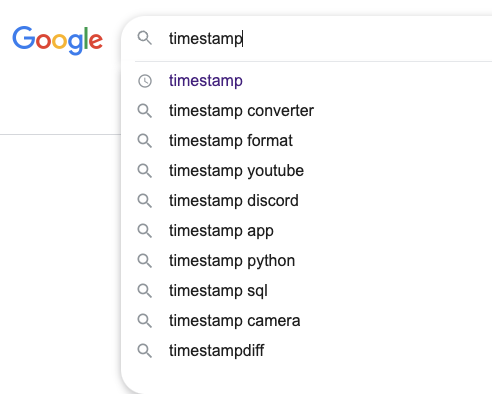 Google
timestamp
timestamp
timestamp converter
timestamp format
timestamp youtube
timestamp discord
timestamp app
timestamp python
timestamp sql
timestamp camera
timestampdiff